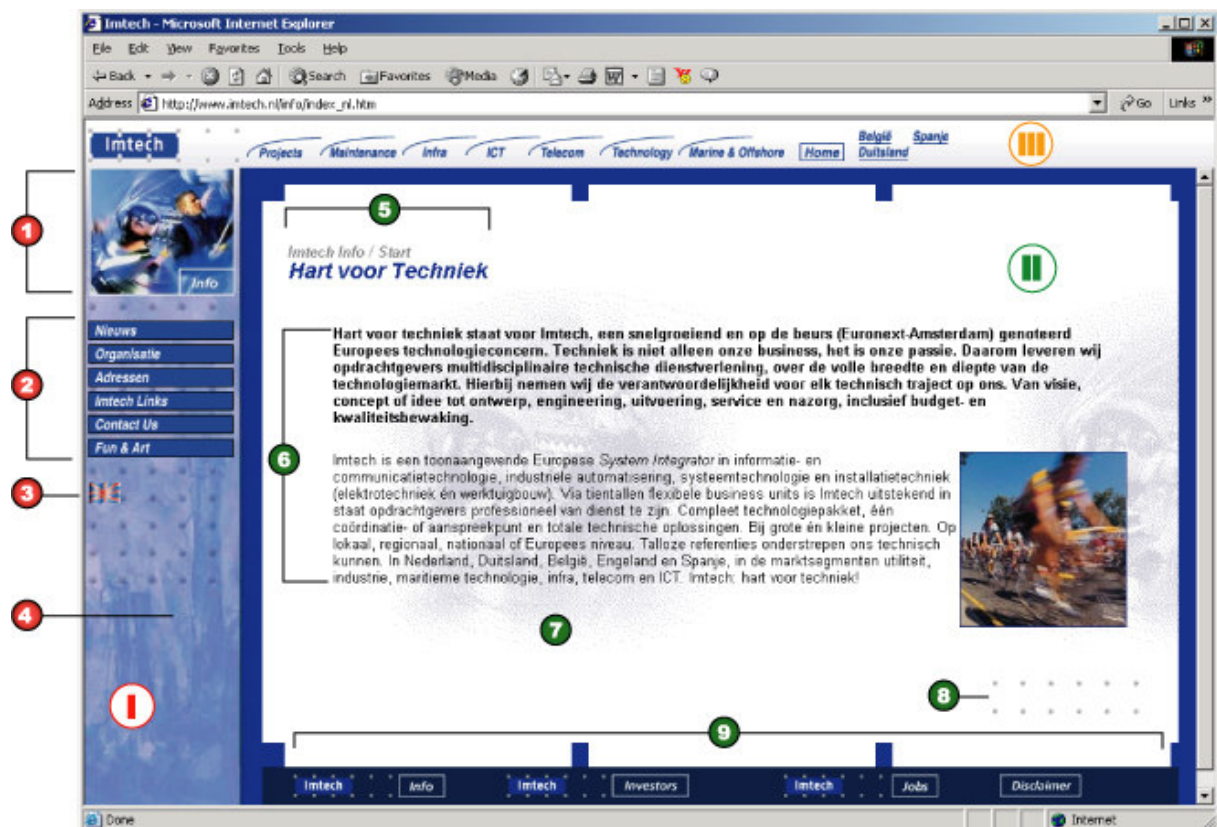 Imtech - Microsoft Internet Explorer
File Edit View Favorites Tools Help
Back Search Favorites Media
Address http://www.imtech.nl/info/index_nl.htm Go Links »
Imtech Projects Maintenance Infra ICT Telecom Technology Marine & Offshore Home België Spanje
Duitsland
III
1
Info
5
Imtech Info / Start
Hart voor Techniek
II
2
Nieuws
Organisatie
Adressen
Imtech Links
Contact Us
Fun & Art
3
4
I
6
Hart voor techniek staat voor Imtech, een snelgroeiend en op de beurs (Euronext-Amsterdam) genoteerd
Europees technologieconcern. Techniek is niet alleen onze business, het is onze passie. Daarom leveren wij
opdrachtgevers multidisciplinaire technische dienstverlening, over de volle breedte en diepte van de
technologiemarkt. Hierbij nemen wij de verantwoordelijkheid voor elk technisch traject op ons. Van visie,
concept of idee tot ontwerp, engineering, uitvoering, service en nazorg, inclusief budget- en
kwaliteitsbewaking.
Imtech is een toonaangevende Europese System Integrator in informatie- en
communicatietechnologie, industriële automatisering, systeemtechnologie en installatietechniek
(elektrotechniek én werktuigbouw). Via tientallen flexibele business units is Imtech uitstekend in
staat opdrachtgevers professioneel van dienst te zijn. Compleet technologiepakket, één
coördinatie- of aanspreekpunt en totale technische oplossingen. Bij grote én kleine projecten. Op
lokaal, regionaal, nationaal of Europees niveau. Talloze referenties onderstrepen ons technisch
kunnen. In Nederland, Duitsland, België, Engeland en Spanje, in de marktsegmenten utiliteit,
industrie, maritieme technologie, infra, telecom en ICT. Imtech: hart voor techniek!
7
8
9
Imtech Info Imtech Investors Imtech Jobs Disclaimer
Done Internet